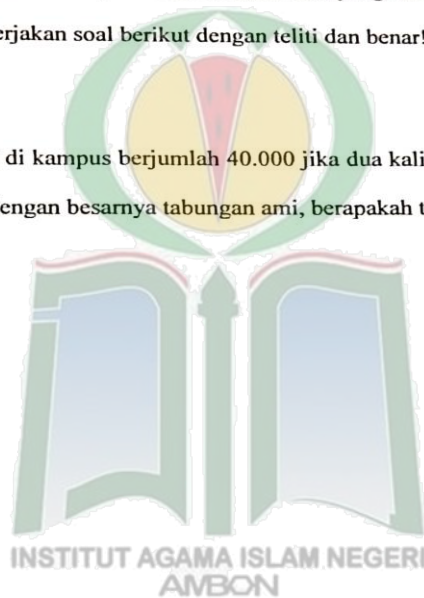 erjakan soal berikut dengan teliti dan benar!
di kampus berjumlah 40.000 jika dua kali
engan besarnya tabungan ami, berapakah t
INSTITUT AGAMA ISLAM NEGERI
AMBON